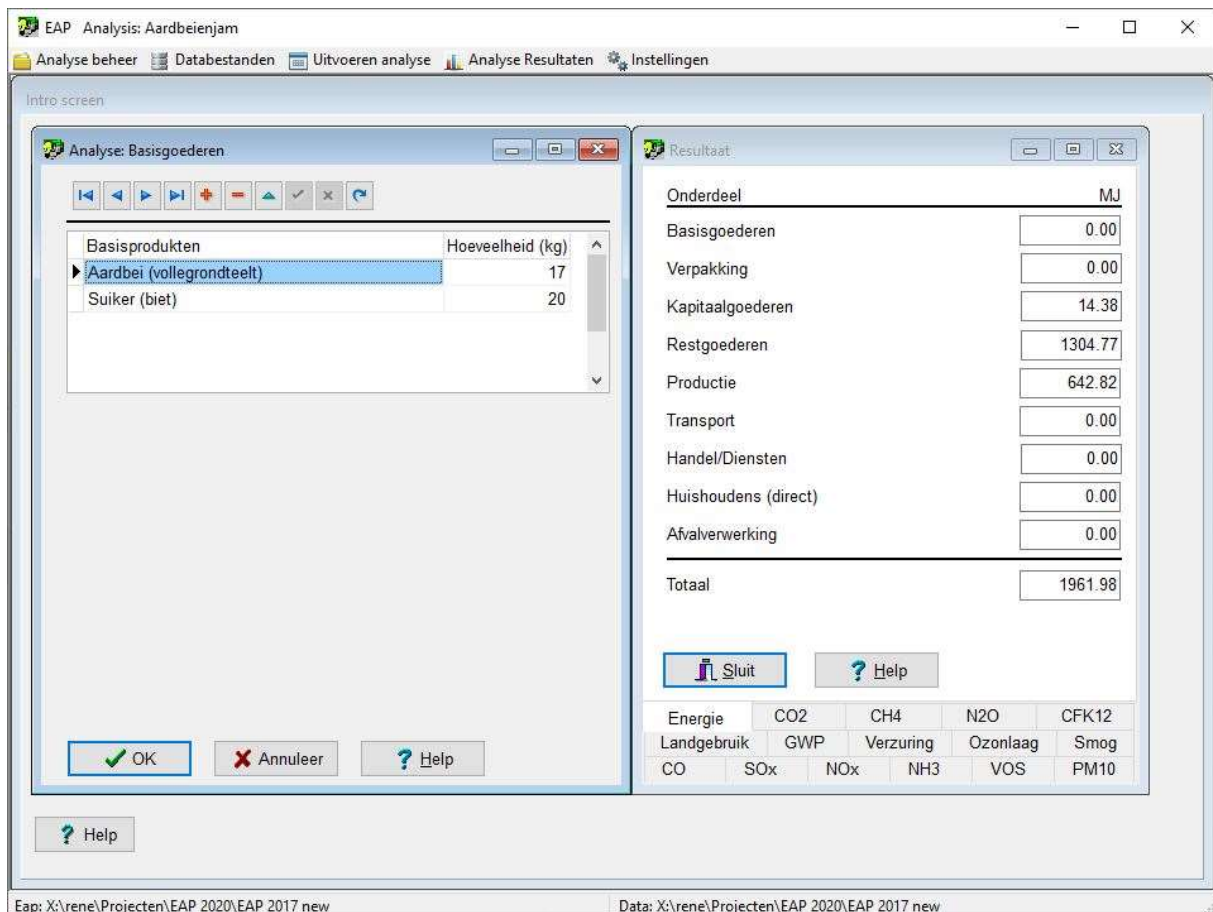 EAP Analysis: Aardbeienjam
Analyse beheer Databestanden Uitvoeren analyse Analyse Resultaten Instellingen
Intro screen
Analyse: Basisgoederen
Basisprodukten Hoeveelheid (kg)
Aardbei (vollegrondteelt) 17
Suiker (biet) 20
OK Annuleer Help
Resultaat
Onderdeel MJ
Basisgoederen 0.00
Verpakking 0.00
Kapitaalgoederen 14.38
Restgoederen 1304.77
Productie 642.82
Transport 0.00
Handel/Diensten 0.00
Huishoudens (direct) 0.00
Afvalverwerking 0.00
Totaal 1961.98
Sluit Help
Energie CO2 CH4 N2O CFK12
Landgebruik GWP Verzuring Ozonlaag Smog
CO SOx NOx NH3 VOS PM10
Help
Eap: X:\rene\Projecten\EAP 2020\EAP 2017 new Data: X:\rene\Projecten\EAP 2020\EAP 2017 new